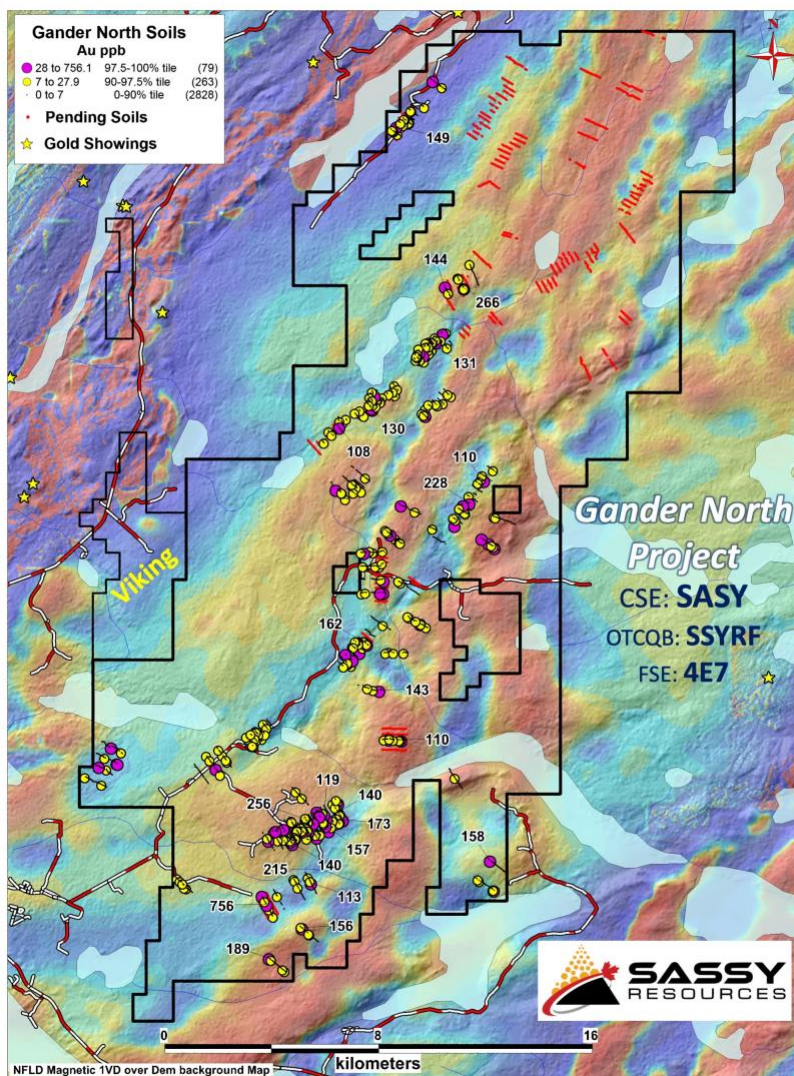 Gander North Soils
Au ppb
28 to 756.1 97.5-100% tile (79)
7 to 27.9 90-97.5% tile (263)
0 to 7 0-90% tile (2828)
Pending Soils
Gold Showings
N
149
144
266
131
130
108
110
228
Gander North
Project
CSE: SASY
OTCQB: SSYRF
FSE: 4E7
Viking
162
143
110
119
140
256
173
158
157
140
215
113
756
156
189
SASSY
RESOURCES
0 8 16
kilometers
NFLD Magnetic 1VD over Dem background Map